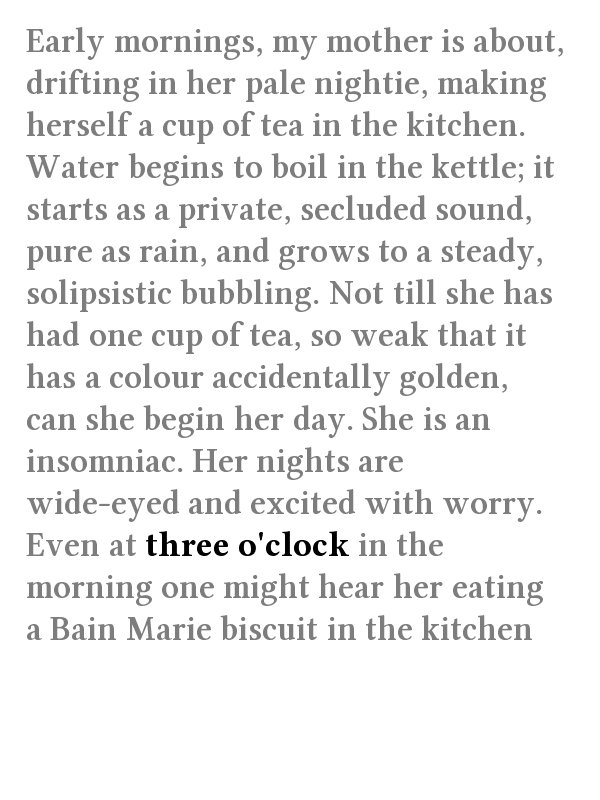 Early mornings, my mother is about,
drifting in her pale nightie, making
herself a cup of tea in the kitchen.
Water begins to boil in the kettle; it
starts as a private, secluded sound,
pure as rain, and grows to a steady,
solipsistic bubbling. Not till she has
had one cup of tea, so weak that it
has a colour accidentally golden,
can she begin her day. She is an
insomniac. Her nights are
wide-eyed and excited with worry.
Even at three o'clock in the
morning one might hear her eating
a Bain Marie biscuit in the kitchen